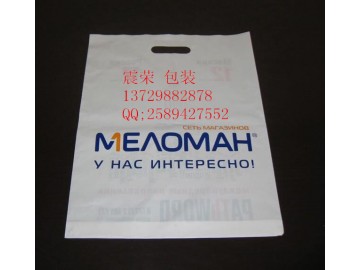 震荣 包装
13729882878
QQ;2589427552
СЕТЬ МАГАЗИНОВ
МЕЛОМАН®
У НАС ИНТЕРЕСНО!